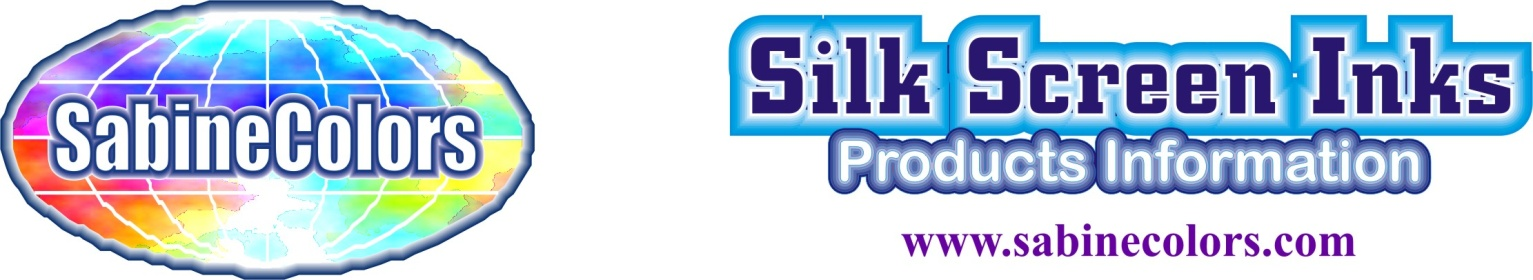 SabineColors
Silk Screen Inks
Products Information
www.sabinecolors.com